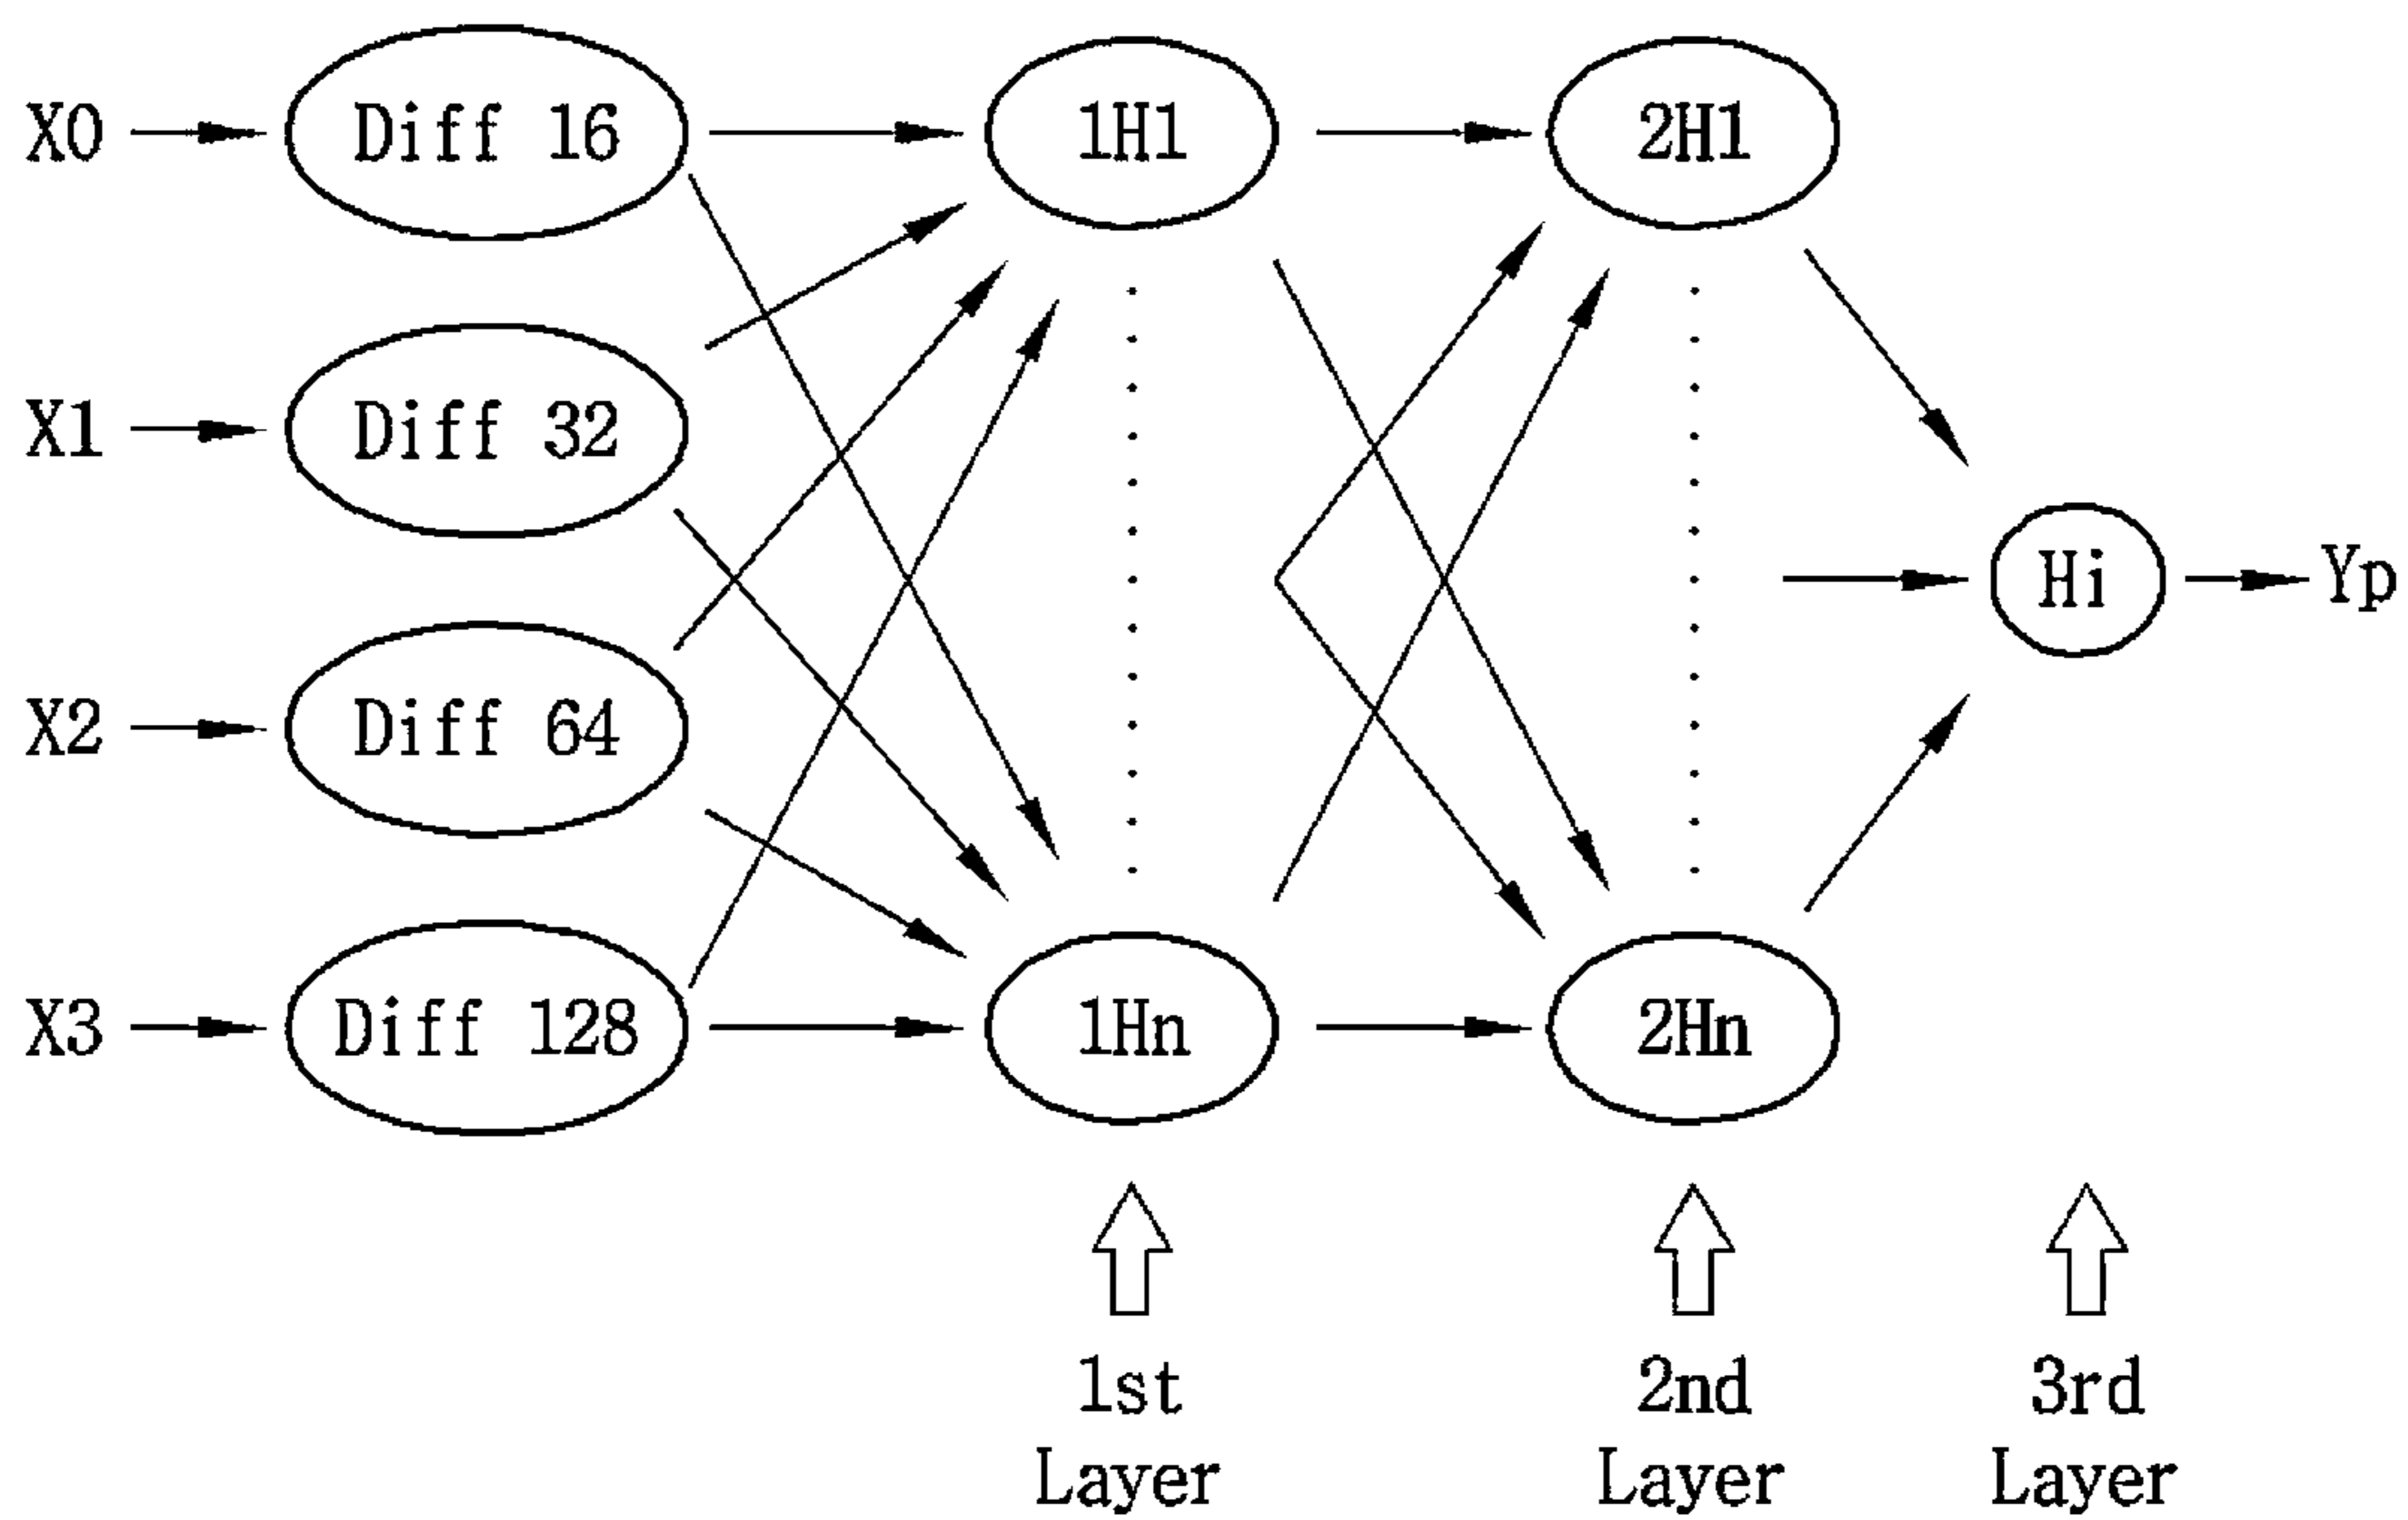 X0 Diff 16 1H1 2H1
X1 Diff 32
Hi Yp
X2 Diff 64
X3 Diff 128 1Hn 2Hn
1st 2nd 3rd
Layer Layer Layer